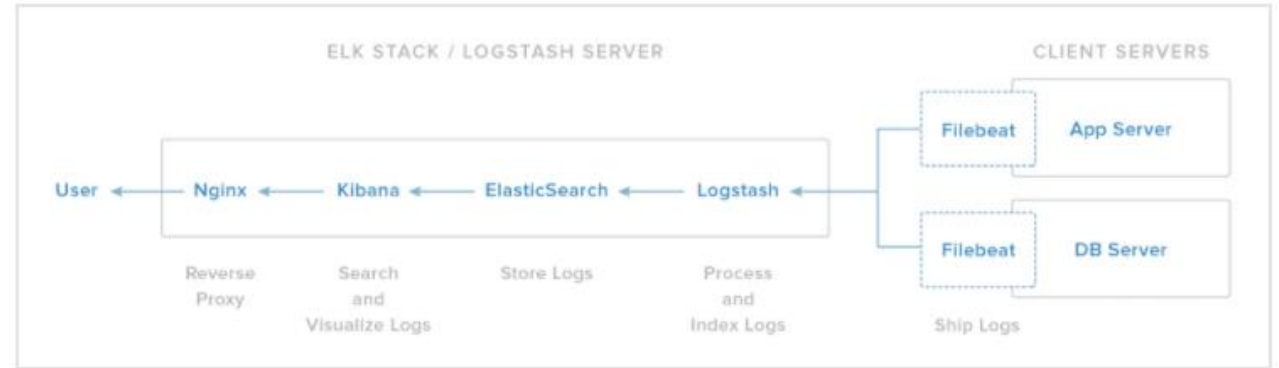 ELK STACK / LOGSTASH SERVER
CLIENT SERVERS
Filebeat
App Server
User
Nginx
Kibana
ElasticSearch
Logstash
Filebeat
DB Server
Reverse
Proxy
Search
and
Visualize Logs
Store Logs
Process
and
Index Logs
Ship Logs